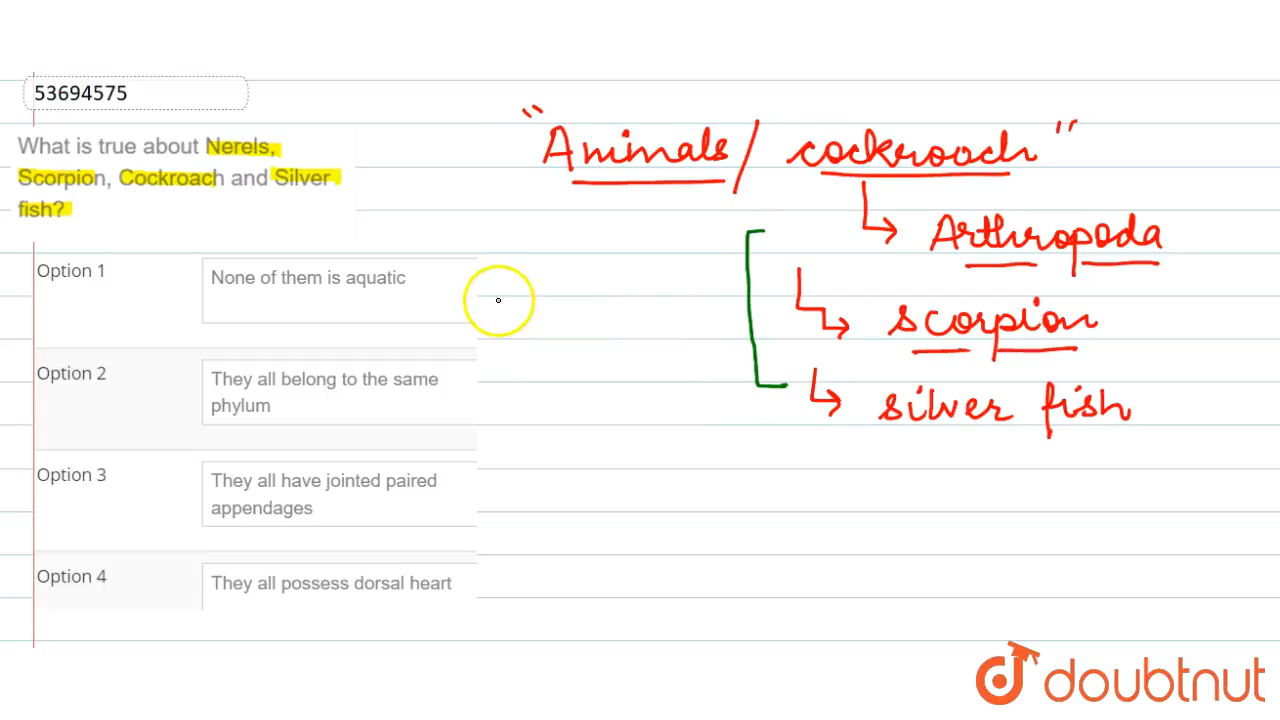 53694575
What is true about Nerels,
Scorpion, Cockroach and Silver
fish?
Option 1
None of them is aquatic
Option 2
They all belong to the same
phylum
Option 3
They all have jointed paired
appendages
Option 4
They all possess dorsal heart
"Animals/ cockroach"
Arthropoda
scorpion
silver fish
doubtnut